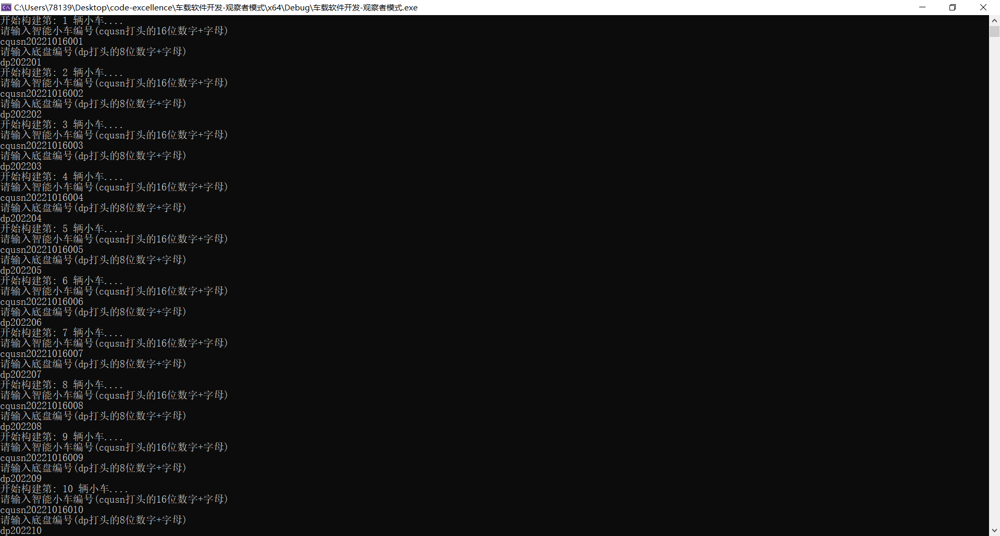 C:\Users\78139\Desktop\code-excellence\车载软件开发-观察者模式\x64\Debug\车载软件开发-观察者模式.exe
开始构建第: 1 辆小车....
请输入智能小车编号(cqusn打头的16位数字+字母)
cqusn20221016001
请输入底盘编号(dp打头的8位数字+字母)
dp202201
开始构建第: 2 辆小车....
请输入智能小车编号(cqusn打头的16位数字+字母)
cqusn20221016002
请输入底盘编号(dp打头的8位数字+字母)
dp202202
开始构建第: 3 辆小车....
请输入智能小车编号(cqusn打头的16位数字+字母)
cqusn20221016003
请输入底盘编号(dp打头的8位数字+字母)
dp202203
开始构建第: 4 辆小车....
请输入智能小车编号(cqusn打头的16位数字+字母)
cqusn20221016004
请输入底盘编号(dp打头的8位数字+字母)
dp202204
开始构建第: 5 辆小车....
请输入智能小车编号(cqusn打头的16位数字+字母)
cqusn20221016005
请输入底盘编号(dp打头的8位数字+字母)
dp202205
开始构建第: 6 辆小车....
请输入智能小车编号(cqusn打头的16位数字+字母)
cqusn20221016006
请输入底盘编号(dp打头的8位数字+字母)
dp202206
开始构建第: 7 辆小车....
请输入智能小车编号(cqusn打头的16位数字+字母)
cqusn20221016007
请输入底盘编号(dp打头的8位数字+字母)
dp202207
开始构建第: 8 辆小车....
请输入智能小车编号(cqusn打头的16位数字+字母)
cqusn20221016008
请输入底盘编号(dp打头的8位数字+字母)
dp202208
开始构建第: 9 辆小车....
请输入智能小车编号(cqusn打头的16位数字+字母)
cqusn20221016009
请输入底盘编号(dp打头的8位数字+字母)
dp202209
开始构建第: 10 辆小车....
请输入智能小车编号(cqusn打头的16位数字+字母)
cqusn20221016010
请输入底盘编号(dp打头的8位数字+字母)
dp202210